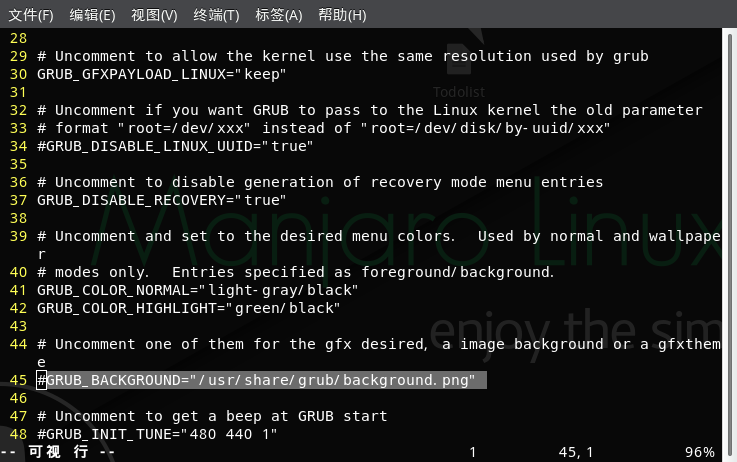 文件(F) 编辑(E) 视图(V) 终端(T) 标签(A) 帮助(H)
28
29 # Uncomment to allow the kernel use the same resolution used by grub
30 GRUB_GFXPAYLOAD_LINUX="keep"
Todolist
31
32 # Uncomment if you want GRUB to pass to the Linux kernel the old parameter
33 # format "root=/dev/xxx" instead of "root=/dev/disk/by-uuid/xxx"
34 #GRUB_DISABLE_LINUX_UUID="true"
35
36 # Uncomment to disable generation of recovery mode menu entries
37 GRUB_DISABLE_RECOVERY="true"
Manjaro Linux
38
39 # Uncomment and set to the desired menu colors.  Used by normal and wallpape
r
40 # modes only.  Entries specified as foreground/background.
41 GRUB_COLOR_NORMAL="light-gray/black"
42 GRUB_COLOR_HIGHLIGHT="green/black"
43
enjoy the sim
44 # Uncomment one of them for the gfx desired, a image background or a gfxthem
e
45 #GRUB_BACKGROUND="/usr/share/grub/background.png"
46
47 # Uncomment to get a beep at GRUB start
48 #GRUB_INIT_TUNE="480 440 1"
-- 可视 行 -- 1 45,1 96%